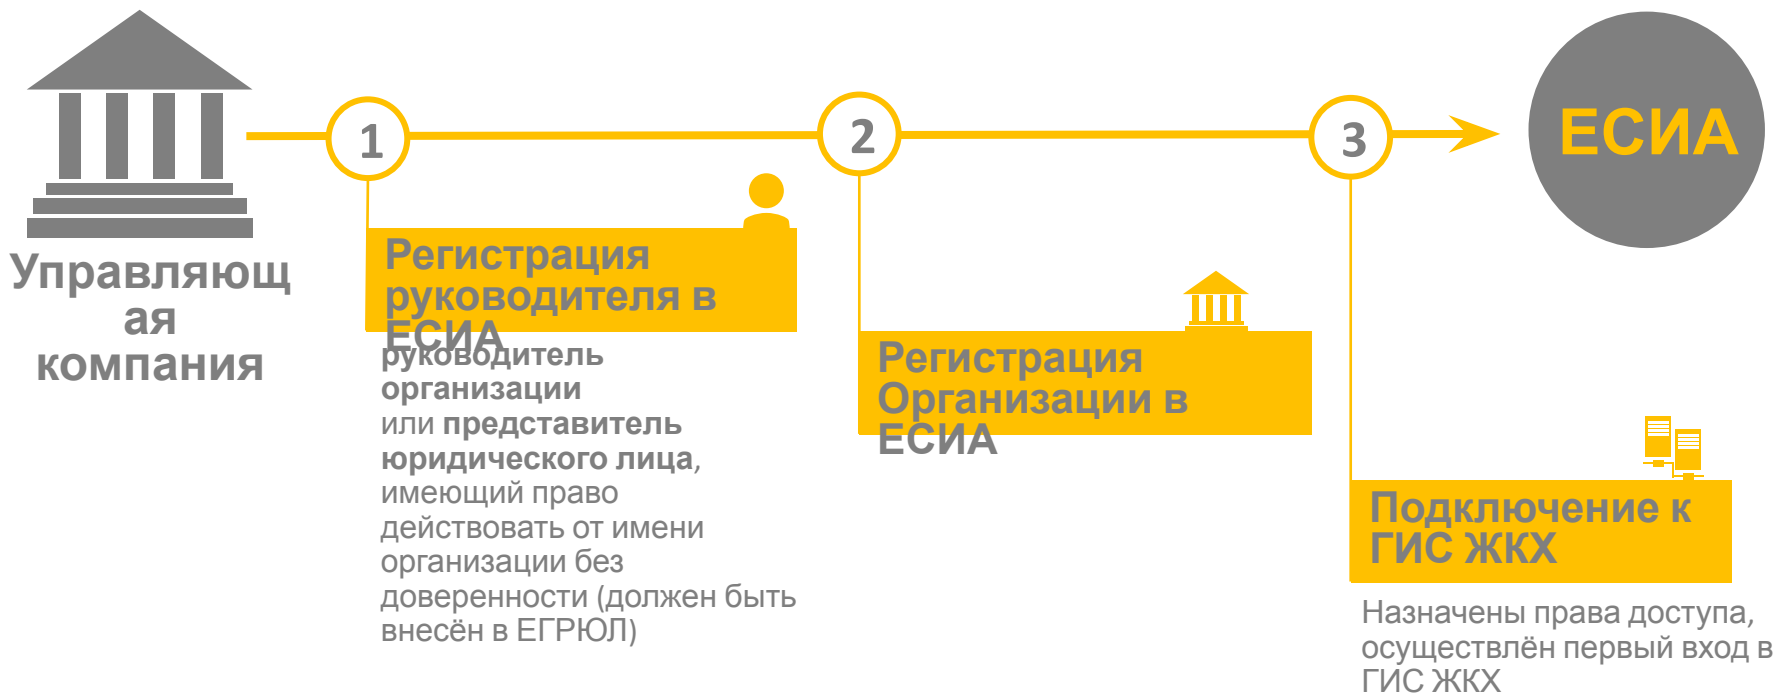 Управляющ
ая
компания
1
Регистрация
руководителя в
ЕСИА
руководитель
организации
или представитель
юридического лица,
имеющий право
действовать от имени
организации без
доверенности (должен быть
внесён в ЕГРЮЛ)
2
Регистрация
Организации в
ЕСИА
3
Подключение к
ГИС ЖКХ
Назначены права доступа,
осуществлён первый вход в
ГИС ЖКХ
ЕСИА